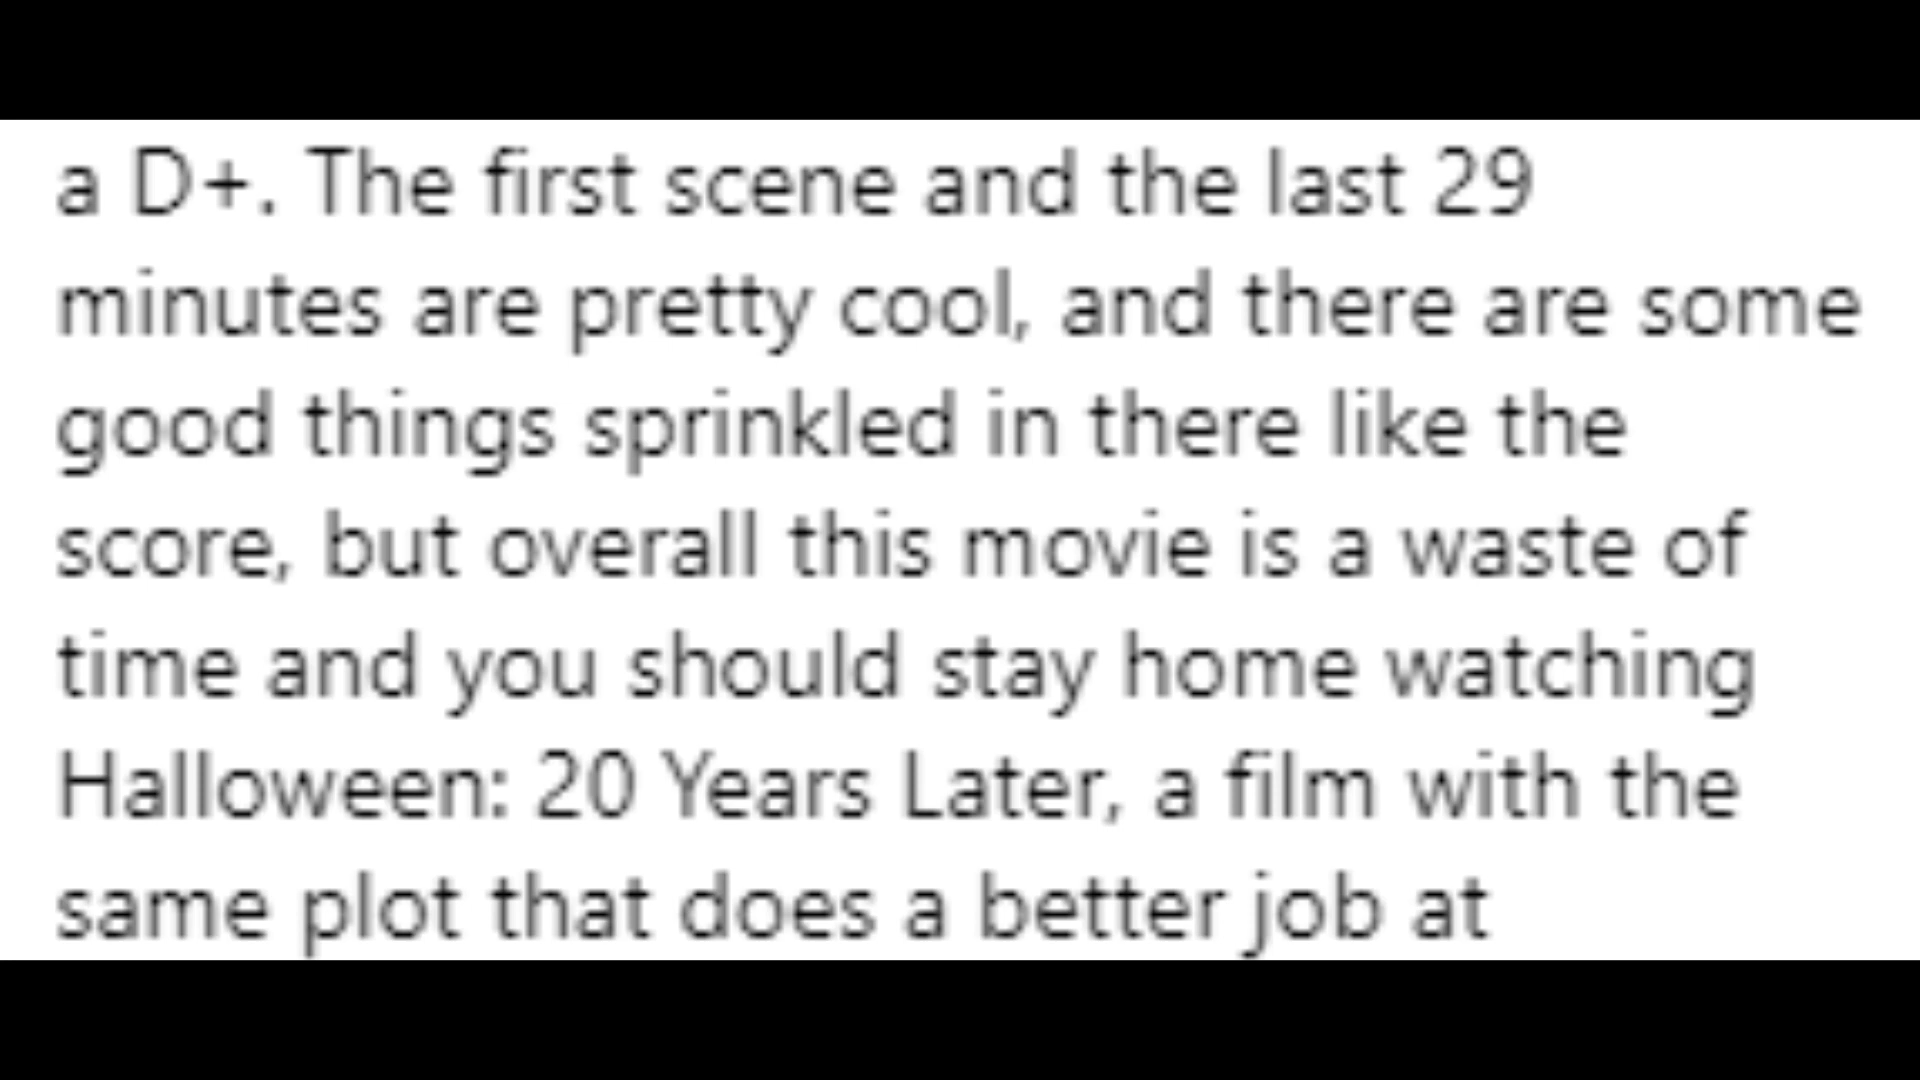 a D+. The first scene and the last 29
minutes are pretty cool, and there are some
good things sprinkled in there like the
score, but overall this movie is a waste of
time and you should stay home watching
Halloween: 20 Years Later, a film with the
same plot that does a better job at